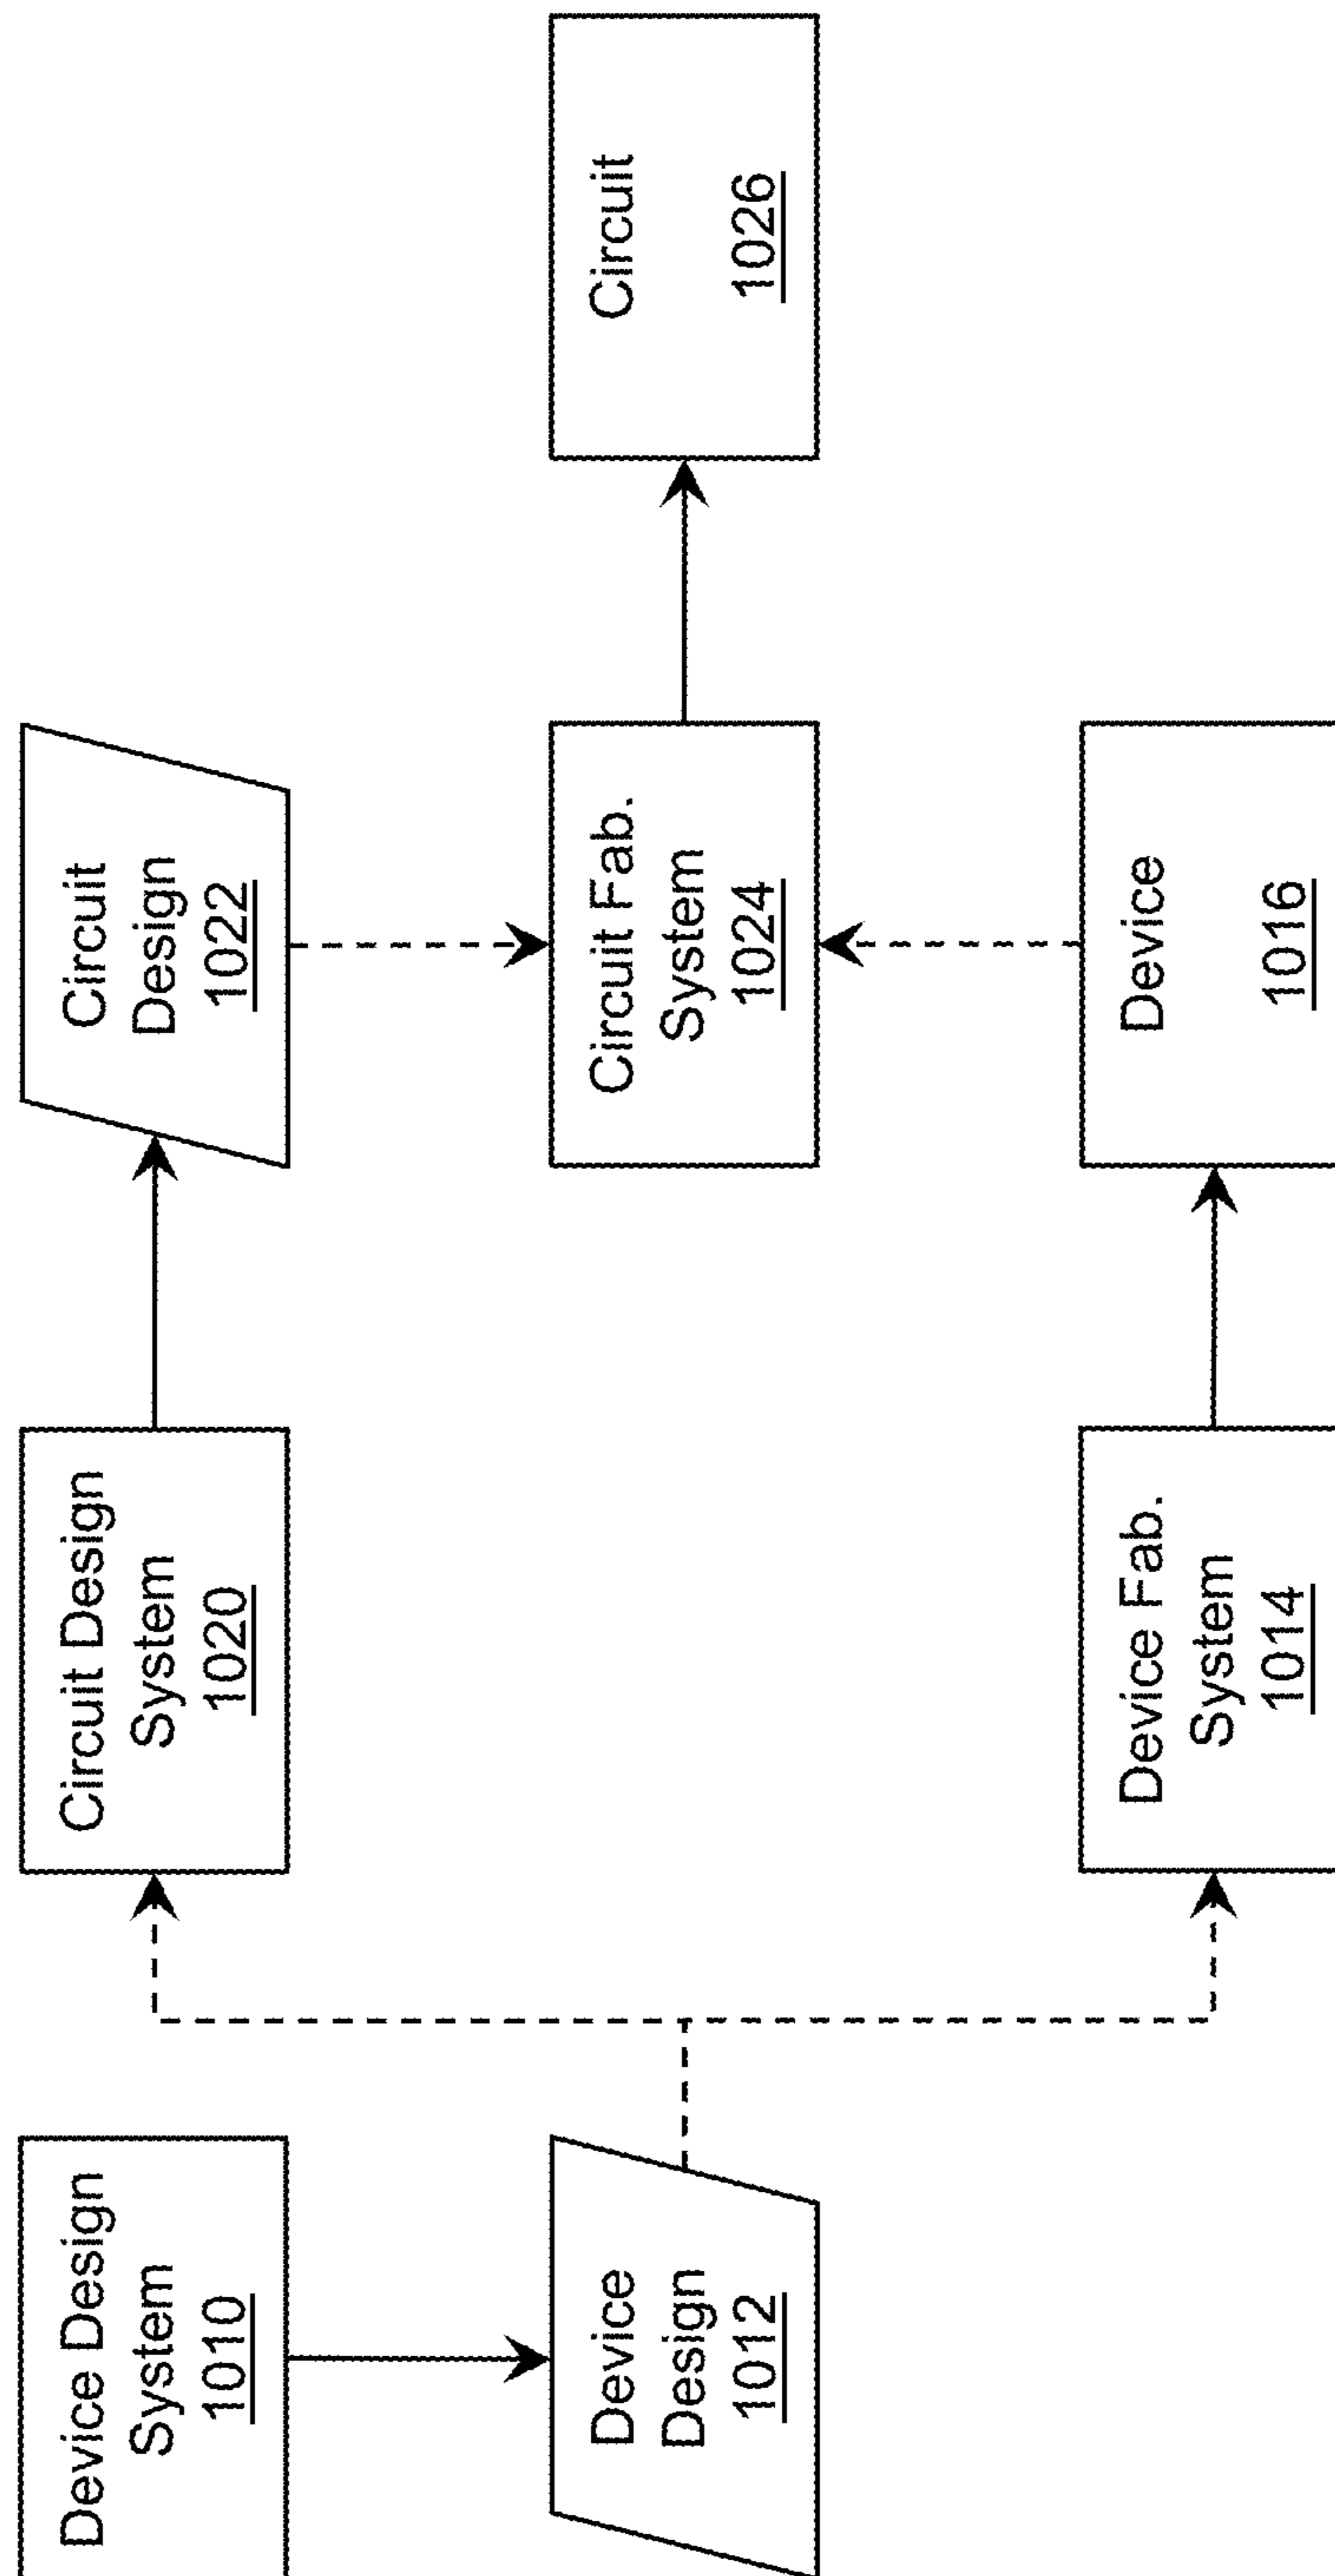 Device Design
System
1010
Device
Design
1012
Circuit Design
System
1020
Device Fab.
System
1014
Circuit
Design
1022
Circuit Fab.
System
1024
Device
1016
Circuit
1026